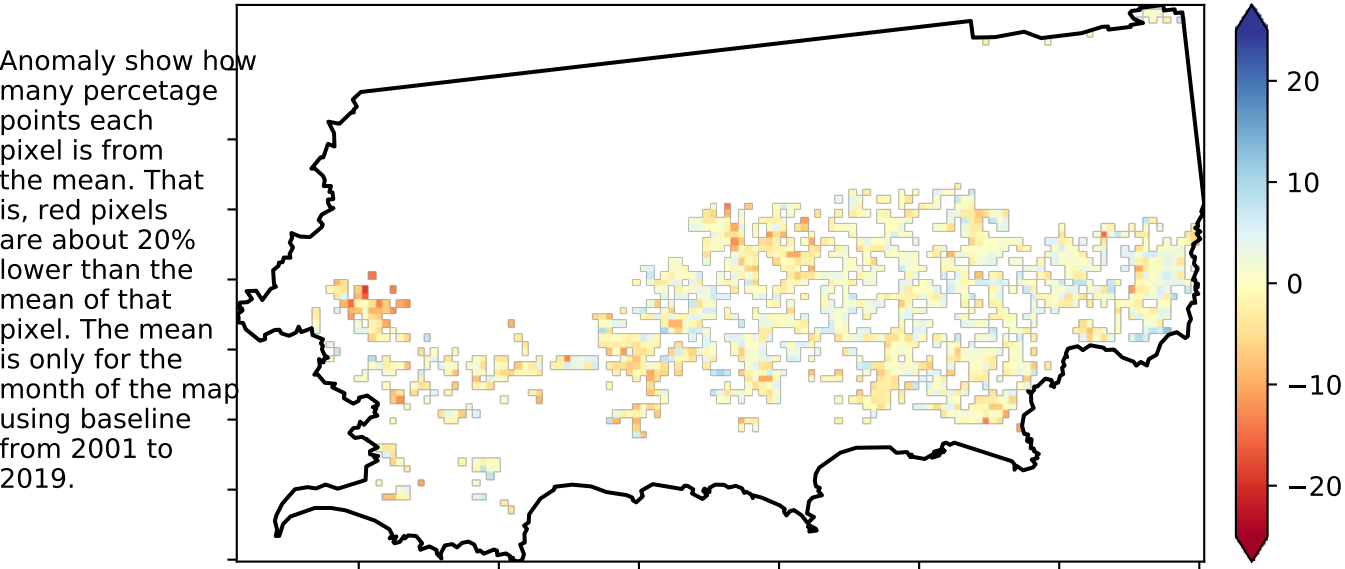 Anomaly show how
many percetage
points each
pixel is from
the mean. That
is, red pixels
are about 20%
lower than the
mean of that
pixel. The mean
is only for the
month of the map
using baseline
from 2001 to
2019.
20
10
0
−10
−20